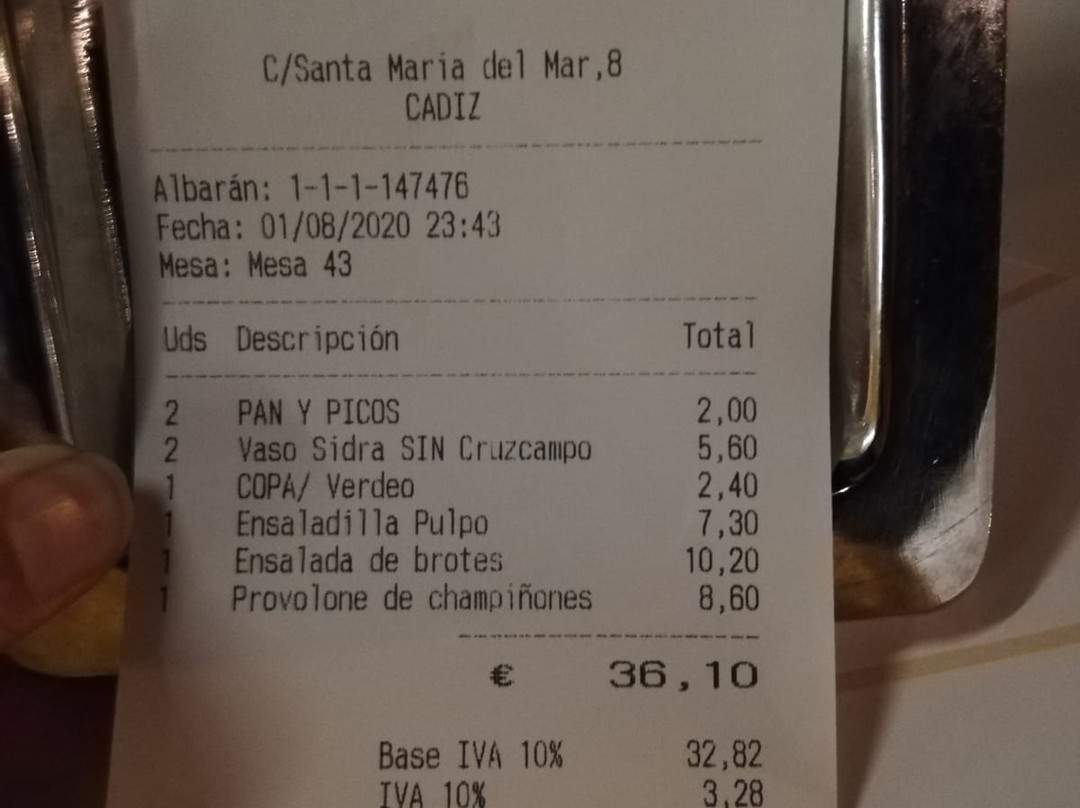 C/Santa Maria del Mar,8
CADIZ
Albarán: 1-1-1-147476
Fecha: 01/08/2020 23:43
Mesa: Mesa 43
Uds Descripción Total
2 PAN Y PICOS 2,00
2 Vaso Sidra SIN Cruzcampo 5,60
1 COPA/ Verdeo 2,40
1 Ensaladilla Pulpo 7,30
1 Ensalada de brotes 10,20
1 Provolone de champiñones 8,60
€ 36,10
Base IVA 10% 32,82
IVA 10% 3,28